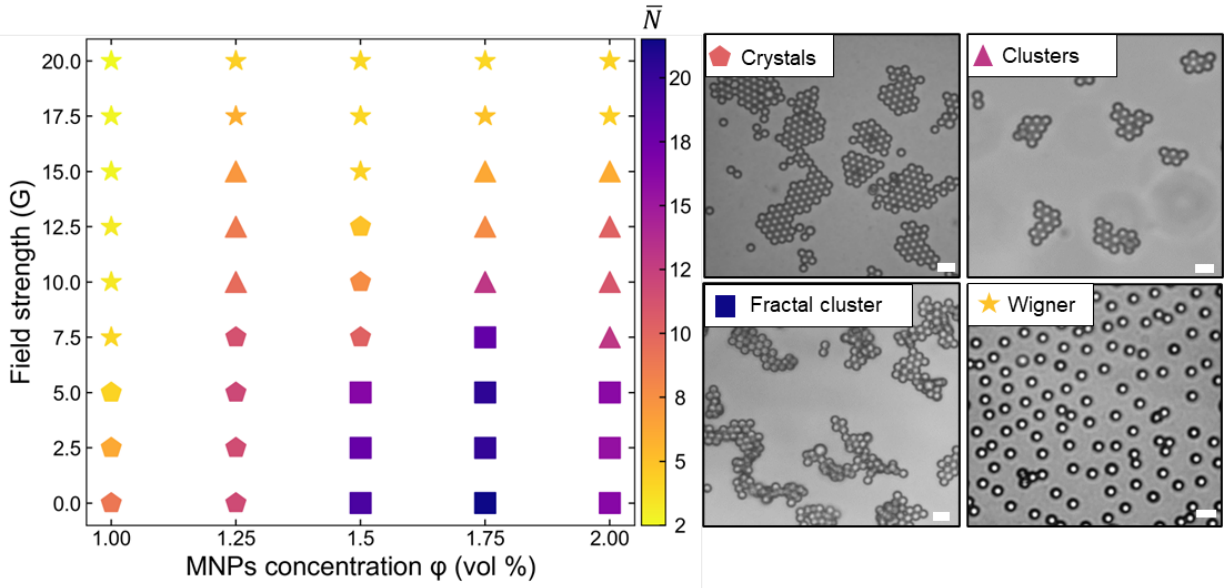 N̅
20.0
17.5
15.0
12.5
10.0
7.5
5.0
2.5
0.0
Field strength (G)
1.00 1.25 1.5 1.75 2.00
MNPs concentration φ (vol %)
20
18
15
12
10
8
5
2
Crystals
Clusters
Fractal cluster
Wigner